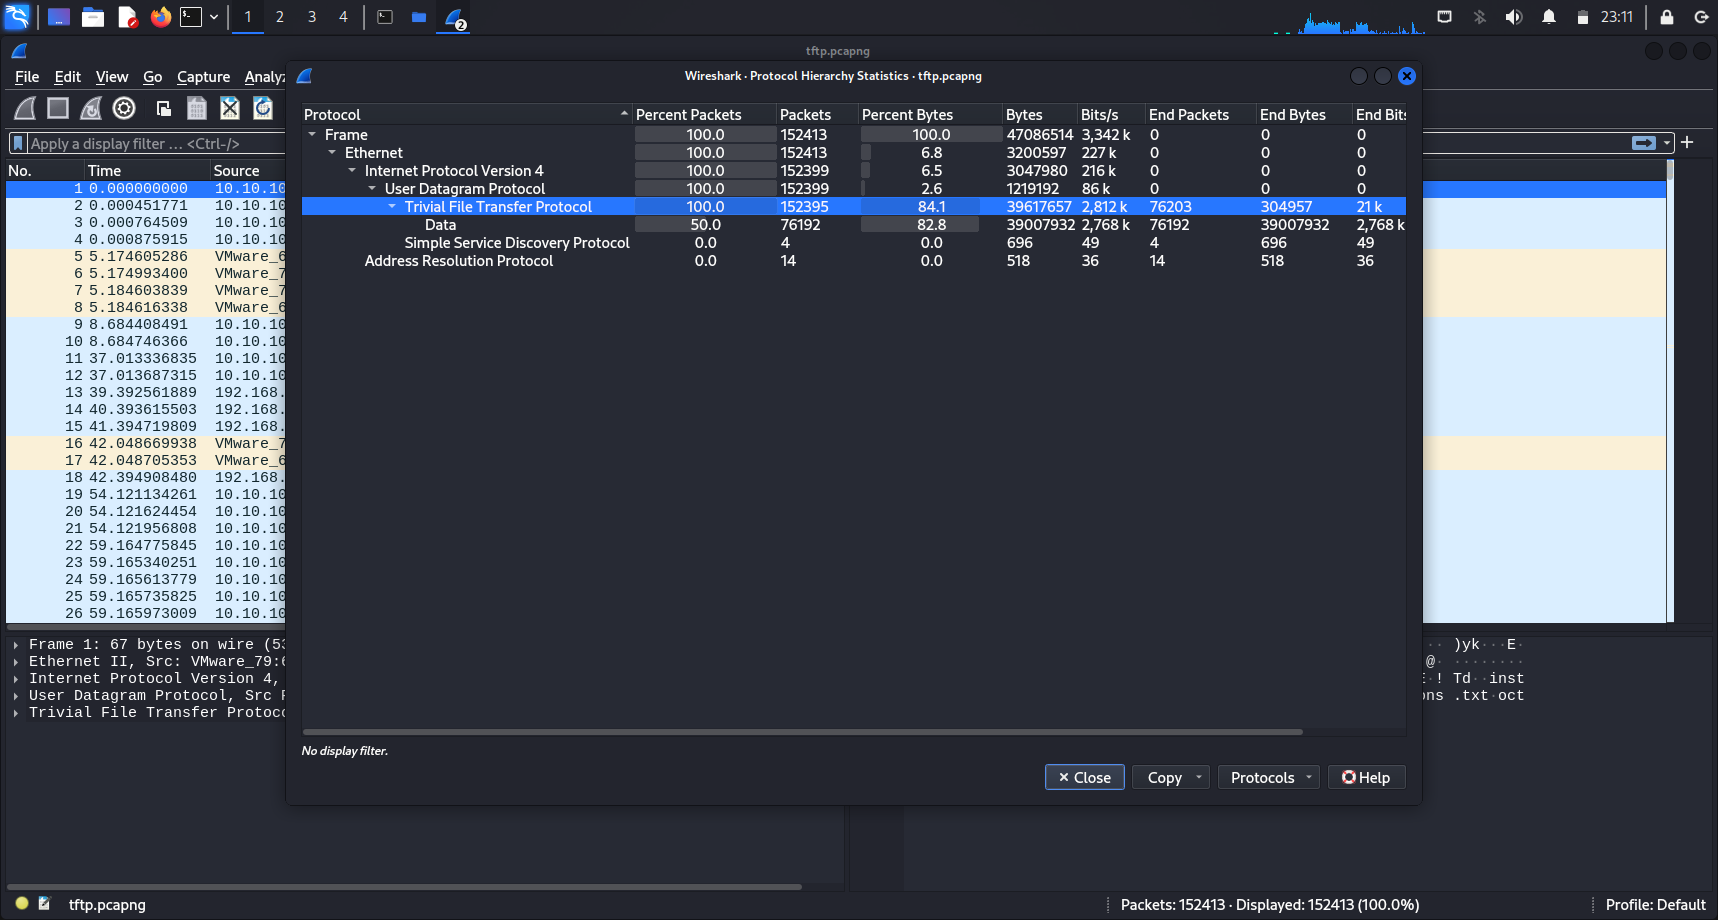 1 2 3 4 2 23:11
tftp.pcapng
File Edit View Go Capture Analyz
Wireshark · Protocol Hierarchy Statistics · tftp.pcapng
Apply a display filter … <Ctrl-/>
No. Time Source
1 0.000000000 10.10.10
2 0.000451771 10.10.10
3 0.000764509 10.10.10
4 0.000875915 10.10.10
5 5.174605286 VMware_6
6 5.174993400 VMware_7
7 5.184603839 VMware_7
8 5.184616338 VMware_6
9 8.684408491 10.10.10
10 8.684746366 10.10.10
11 37.013336835 10.10.10
12 37.013687315 10.10.10
13 39.392561889 192.168.
14 40.393615503 192.168.
15 41.394719809 192.168.
16 42.048669938 VMware_7
17 42.048705353 VMware_6
18 42.394908480 192.168.
19 54.121134261 10.10.10
20 54.121624454 10.10.10
21 54.121956808 10.10.10
22 59.164775845 10.10.10
23 59.165340251 10.10.10
24 59.165613779 10.10.10
25 59.165735825 10.10.10
26 59.165973009 10.10.10
Protocol Percent Packets Packets Percent Bytes Bytes Bits/s End Packets End Bytes End Bits
Frame 100.0 152413 100.0 47086514 3,342 k 0 0 0
Ethernet 100.0 152413 6.8 3200597 227 k 0 0 0
Internet Protocol Version 4 100.0 152399 6.5 3047980 216 k 0 0 0
User Datagram Protocol 100.0 152399 2.6 1219192 86 k 0 0 0
Trivial File Transfer Protocol 100.0 152395 84.1 39617657 2,812 k 76203 304957 21 k
Data 50.0 76192 82.8 39007932 2,768 k 76192 39007932 2,768 k
Simple Service Discovery Protocol 0.0 4 0.0 696 49 4 696 49
Address Resolution Protocol 0.0 14 0.0 518 36 14 518 36
No display filter.
Close Copy Protocols Help
Frame 1: 67 bytes on wire (53
Ethernet II, Src: VMware_79:6
Internet Protocol Version 4,
User Datagram Protocol, Src P
Trivial File Transfer Protoco
·· )yk···E·
@· ········
E·!·Td··inst
ons .txt·oct
tftp.pcapng
Packets: 152413 · Displayed: 152413 (100.0%)
Profile: Default